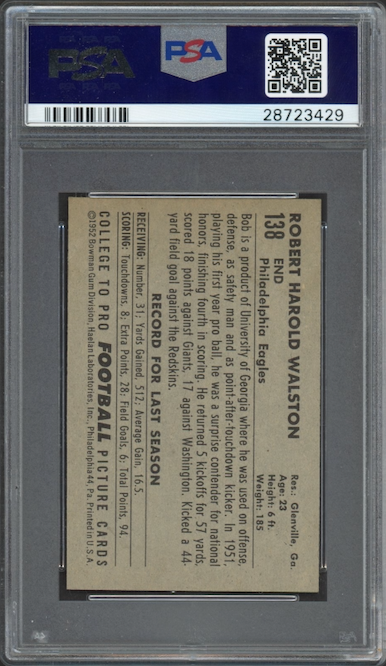 PSA
PSA
28723429
ROBERT HAROLD WALSTON
138
END
Philadelphia Eagles
Res.: Glenville, Ga.
Age: 23
Height: 6 ft.
Weight: 185
Bob is a product of University of Georgia where he was used on offense,
defense, as safety man and as point-after-touchdown kicker. In 1951,
playing his first year pro ball, he was a surprise contender for national
honors, finishing fourth in scoring. He returned 5 kickoffs for 57 yards,
scored 18 points against Giants, 17 against Washington. Kicked a 44-
yard field goal against the Redskins.
RECORD FOR LAST SEASON
RECEIVING: Number, 31; Yards Gained, 512; Average Gain, 16.5.
SCORING: Touchdowns, 8; Extra Points, 28; Field Goals, 6; Total Points, 94.
COLLEGE TO PRO FOOTBALL PICTURE CARDS
©1952 Bowman Gum Division, Haelan Laboratories, Inc., Philadelphia 44, Pa. Printed in U.S.A.